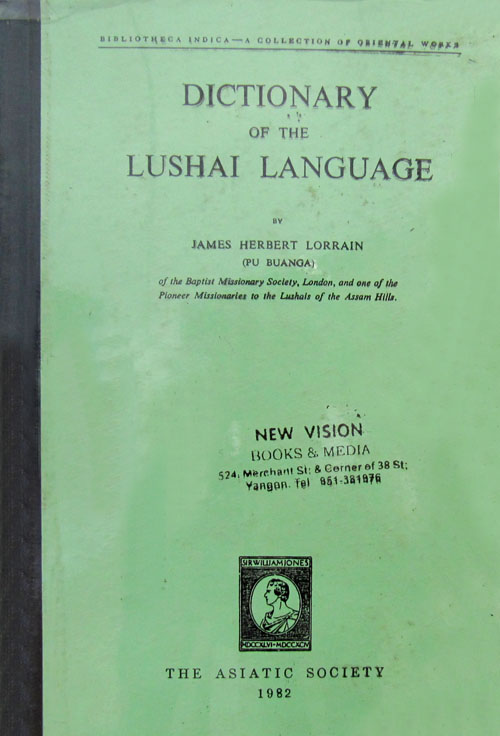 BIBLIOTHECA INDICA—A COLLECTION OF ORIENTAL WORKS
DICTIONARY
OF THE
LUSHAI LANGUAGE
BY
JAMES HERBERT LORRAIN
(PU BUANGA)
of the Baptist Missionary Society, London, and one of the
Pioneer Missionaries to the Lushais of the Assam Hills.
NEW VISION
BOOKS & MEDIA
524, Merchant St: & Corner of 38 St;
Yangon. Tel 951-381976
SIR WILLIAM JONES
MDCCXLVI-MDCCXCIV
THE ASIATIC SOCIETY
1982